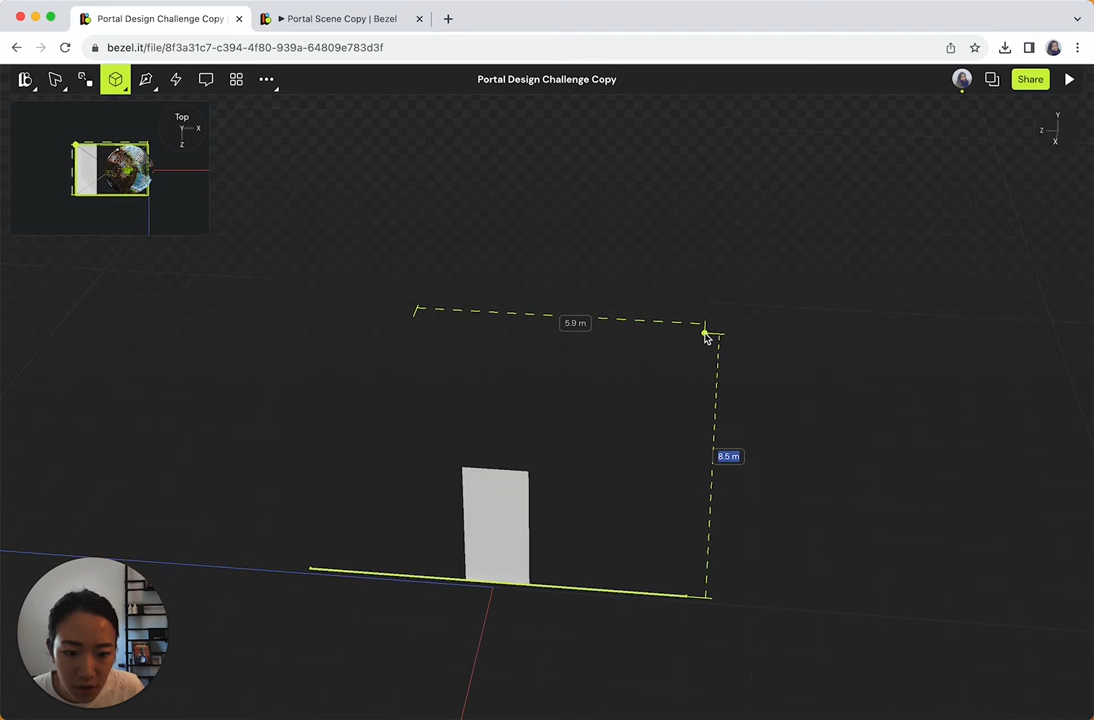 Portal Design Challenge Copy
Portal Scene Copy | Bezel
bezel.it/file/8f3a31c7-c394-4f80-939a-64809e783d3f
Portal Design Challenge Copy
Share
Top
Y X
Z
Y
Z
X
5.9 m
8.5 m